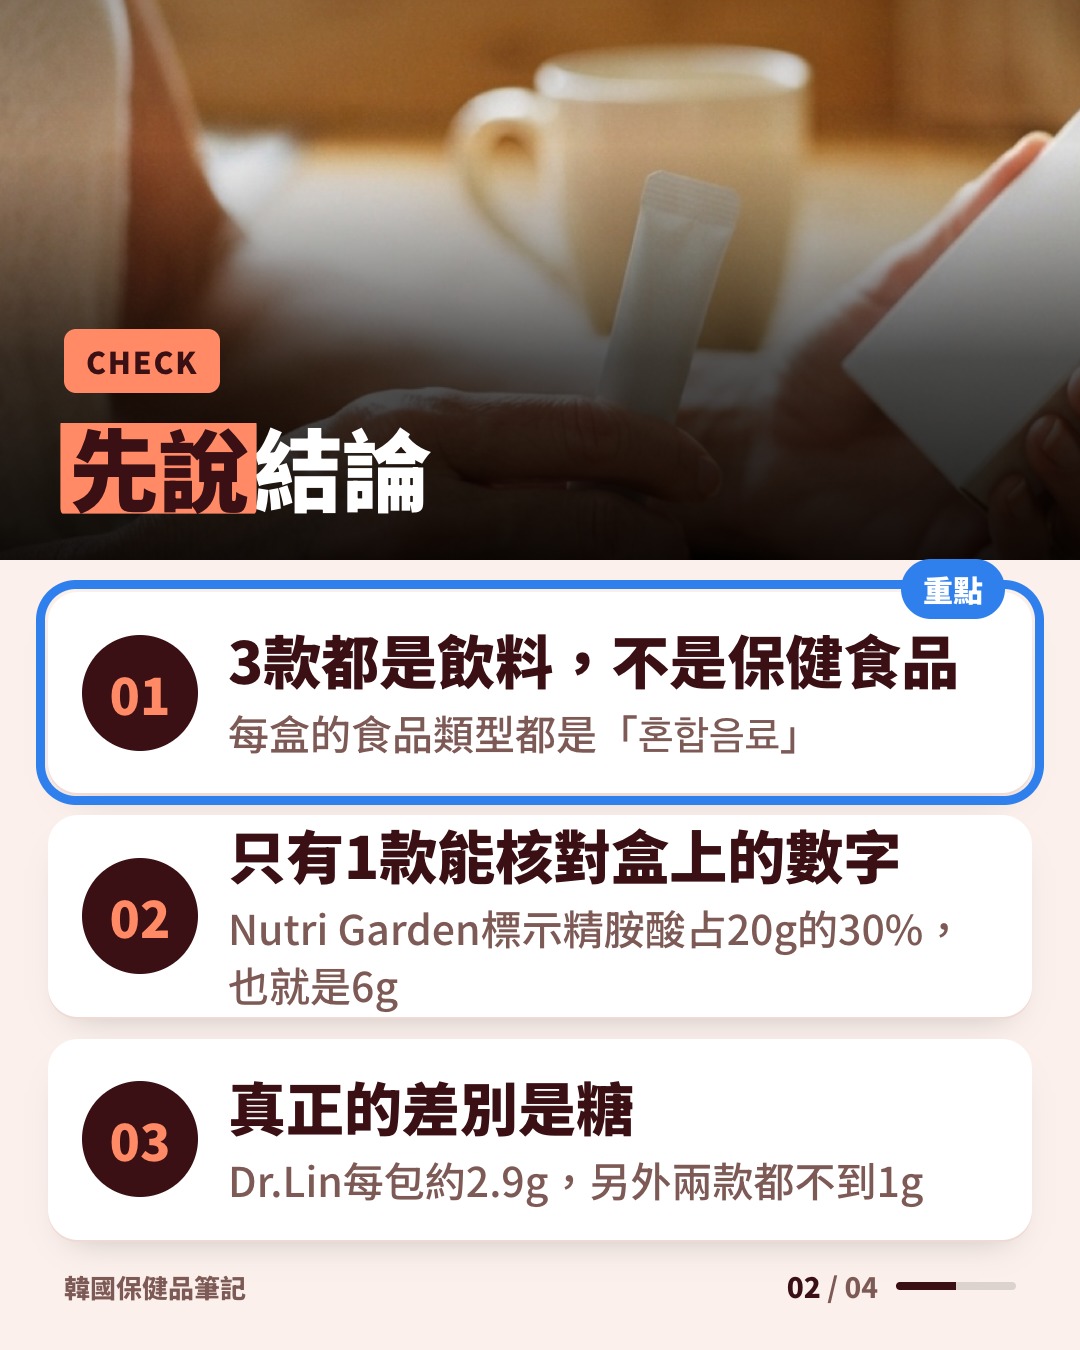 CHECK
先說結論
重點
01
3款都是飲料，不是保健食品
每盒的食品類型都是「혼합음료」
02
只有1款能核對盒上的數字
Nutri Garden標示精胺酸占20g的30%，
也就是6g
03
真正的差別是糖
Dr.Lin每包約2.9g，另外兩款都不到1g
韓國保健品筆記
02 / 04